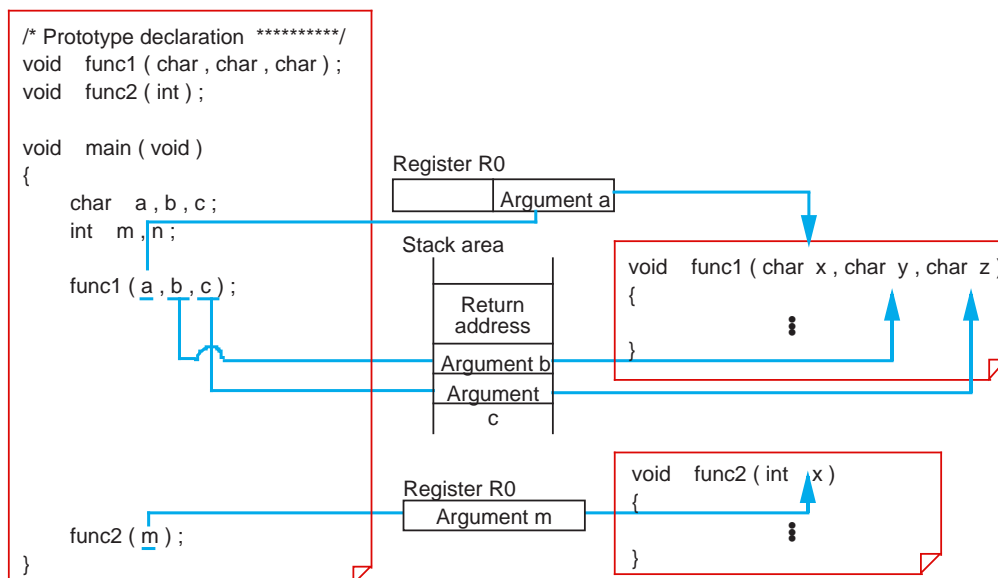 /* Prototype declaration **********/
void func1 ( char , char , char ) ;
void func2 ( int ) ;
void main ( void )
{
char a , b , c ;
int m , n ;
func1 ( a , b , c ) ;
func2 ( m ) ;
}
Register R0
Argument a
Stack area
Return
address
Argument b
Argument
c
void func1 ( char x , char y , char z )
{
}
Register R0
Argument m
void func2 ( int x )
{
}